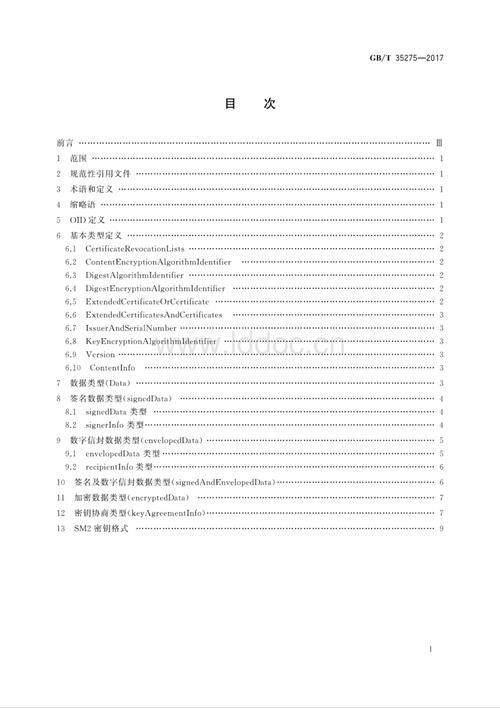 GB/T 35275—2017
目 次
前言 ………… Ⅲ
1 范围 ………… 1
2 规范性引用文件 ………… 1
3 术语和定义 ………… 1
4 缩略语 ………… 1
5 OID定义 ………… 1
6 基本类型定义 ………… 2
6.1 CertificateRevocationLists ………… 2
6.2 ContentEncryptionAlgorithmIdentifier ………… 2
6.3 DigestAlgorithmIdentifier ………… 2
6.4 DigestEncryptionAlgorithmIdentifier ………… 2
6.5 ExtendedCertificateOrCertificate ………… 2
6.6 ExtendedCertificatesAndCertificates ………… 3
6.7 IssuerAndSerialNumber ………… 3
6.8 KeyEncryptionAlgorithmIdentifier ………… 3
www.lddoc.cn
6.9 Version ………… 3
6.10 ContentInfo ………… 3
7 数据类型(Data) ………… 3
8 签名数据类型(signedData) ………… 4
8.1 signedData 类型 ………… 4
8.2 signerInfo 类型 ………… 4
9 数字信封数据类型(envelopedData) ………… 5
9.1 envelopedData 类型 ………… 5
9.2 recipientInfo 类型 ………… 6
10 签名及数字信封数据类型(signedAndEnvelopedData) ………… 6
11 加密数据类型(encryptedData) ………… 7
12 密钥协商类型(keyAgreementInfo) ………… 7
13 SM2密钥格式 ………… 9
Ⅰ